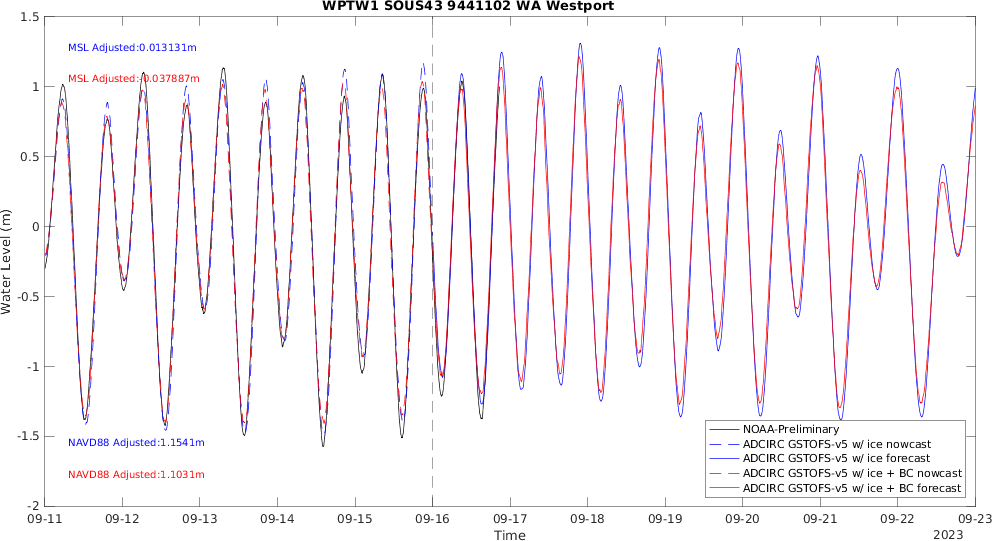 WPTW1 SOUS43 9441102 WA Westport
MSL Adjusted:0.013131m
MSL Adjusted:-0.037887m
NAVD88 Adjusted:1.1541m
NAVD88 Adjusted:1.1031m
Water Level (m)
1.5
1
0.5
0
-0.5
-1
-1.5
-2
NOAA-Preliminary
ADCIRC GSTOFS-v5 w/ ice nowcast
ADCIRC GSTOFS-v5 w/ ice forecast
ADCIRC GSTOFS-v5 w/ ice + BC nowcast
ADCIRC GSTOFS-v5 w/ ice + BC forecast
09-11 09-12 09-13 09-14 09-15 09-16 09-17 09-18 09-19 09-20 09-21 09-22 09-23
Time
2023